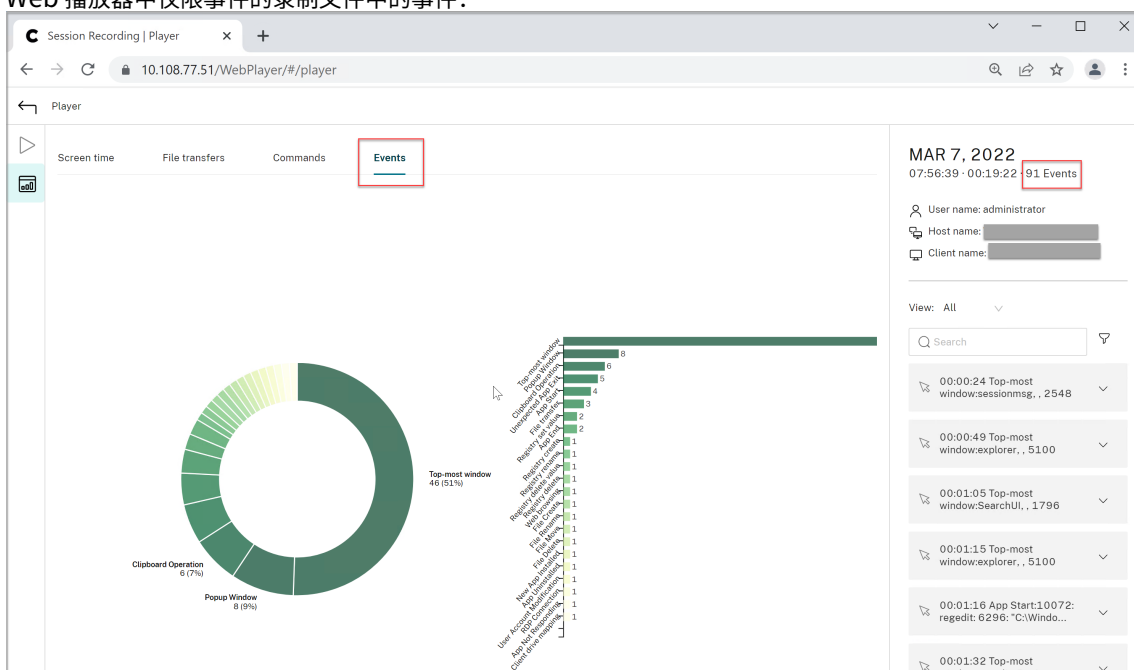 Web 播放器中仅限事件的录制文件中的事件：
Session Recording | Player
10.108.77.51/WebPlayer/#/player
Player
Screen time
File transfers
Commands
Events
MAR 7, 2022
07:56:39 · 00:19:22 · 91 Events
User name: administrator
Host name:
Client name:
View: All
Search
00:00:24 Top-most
window:sessionmsg, , 2548
00:00:49 Top-most
window:explorer, , 5100
00:01:05 Top-most
window:SearchUI, , 1796
00:01:15 Top-most
window:explorer, , 5100
00:01:16 App Start:10072:
regedit: 6296: "C:\Windo...
00:01:32 Top-most
Top-most window
46 (51%)
Clipboard Operation
6 (7%)
Popup Window
8 (9%)
Top-most window
Popup Window
8
Clipboard Operation
6
Unexpected App Exit
5
App Start
4
File transfer
3
Registry set value
2
App End
2
Registry create
1
Registry rename
1
Registry delete value
1
Registry delete
1
Web browsing
1
File Create
1
File Rename
1
File Move
1
File Delete
1
New App Installed
1
App Uninstalled
1
User Account Modification
1
RDP Connection
1
App Not Responding
1
Client drive mapping
1